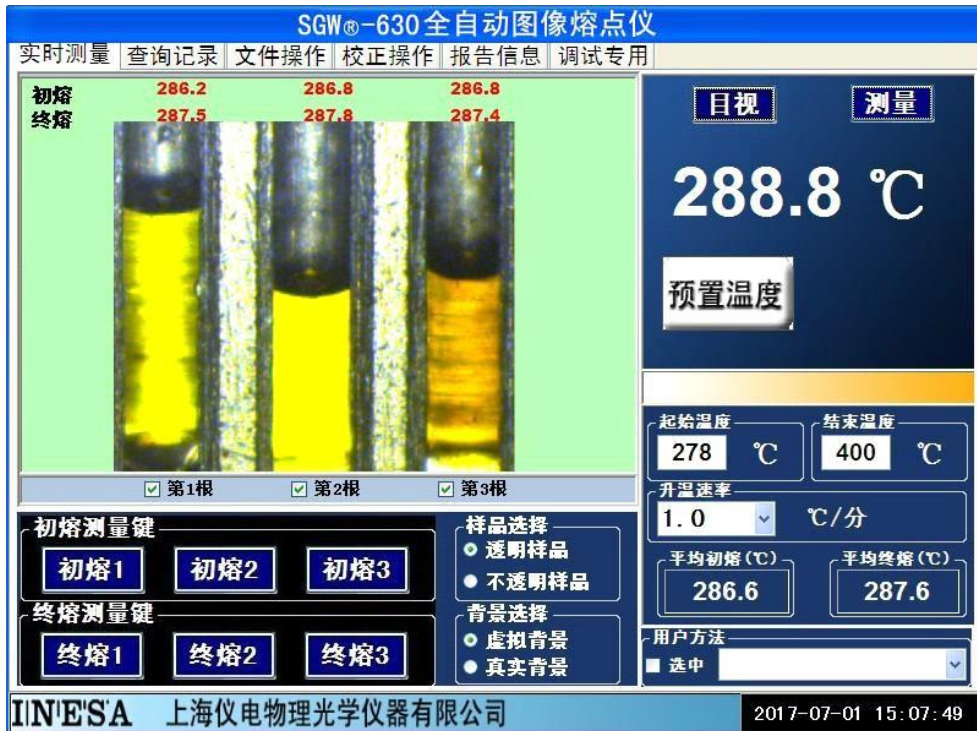 SGW®-630全自动图像熔点仪
实时测量 查询记录 文件操作 校正操作 报告信息 调试专用
初熔 286.2 286.8 286.8
终熔 287.5 287.8 287.4
第1根 第2根 第3根
目视 测量
288.8 ℃
预置温度
起始温度 结束温度
278 ℃ 400 ℃
升温速率
1.0 ℃/分
平均初熔(℃) 平均终熔(℃)
286.6 287.6
用户方法
选中
初熔测量键
初熔1 初熔2 初熔3
终熔测量键
终熔1 终熔2 终熔3
样品选择
透明样品
不透明样品
背景选择
虚拟背景
真实背景
INESA 上海仪电物理光学仪器有限公司
2017-07-01 15:07:49